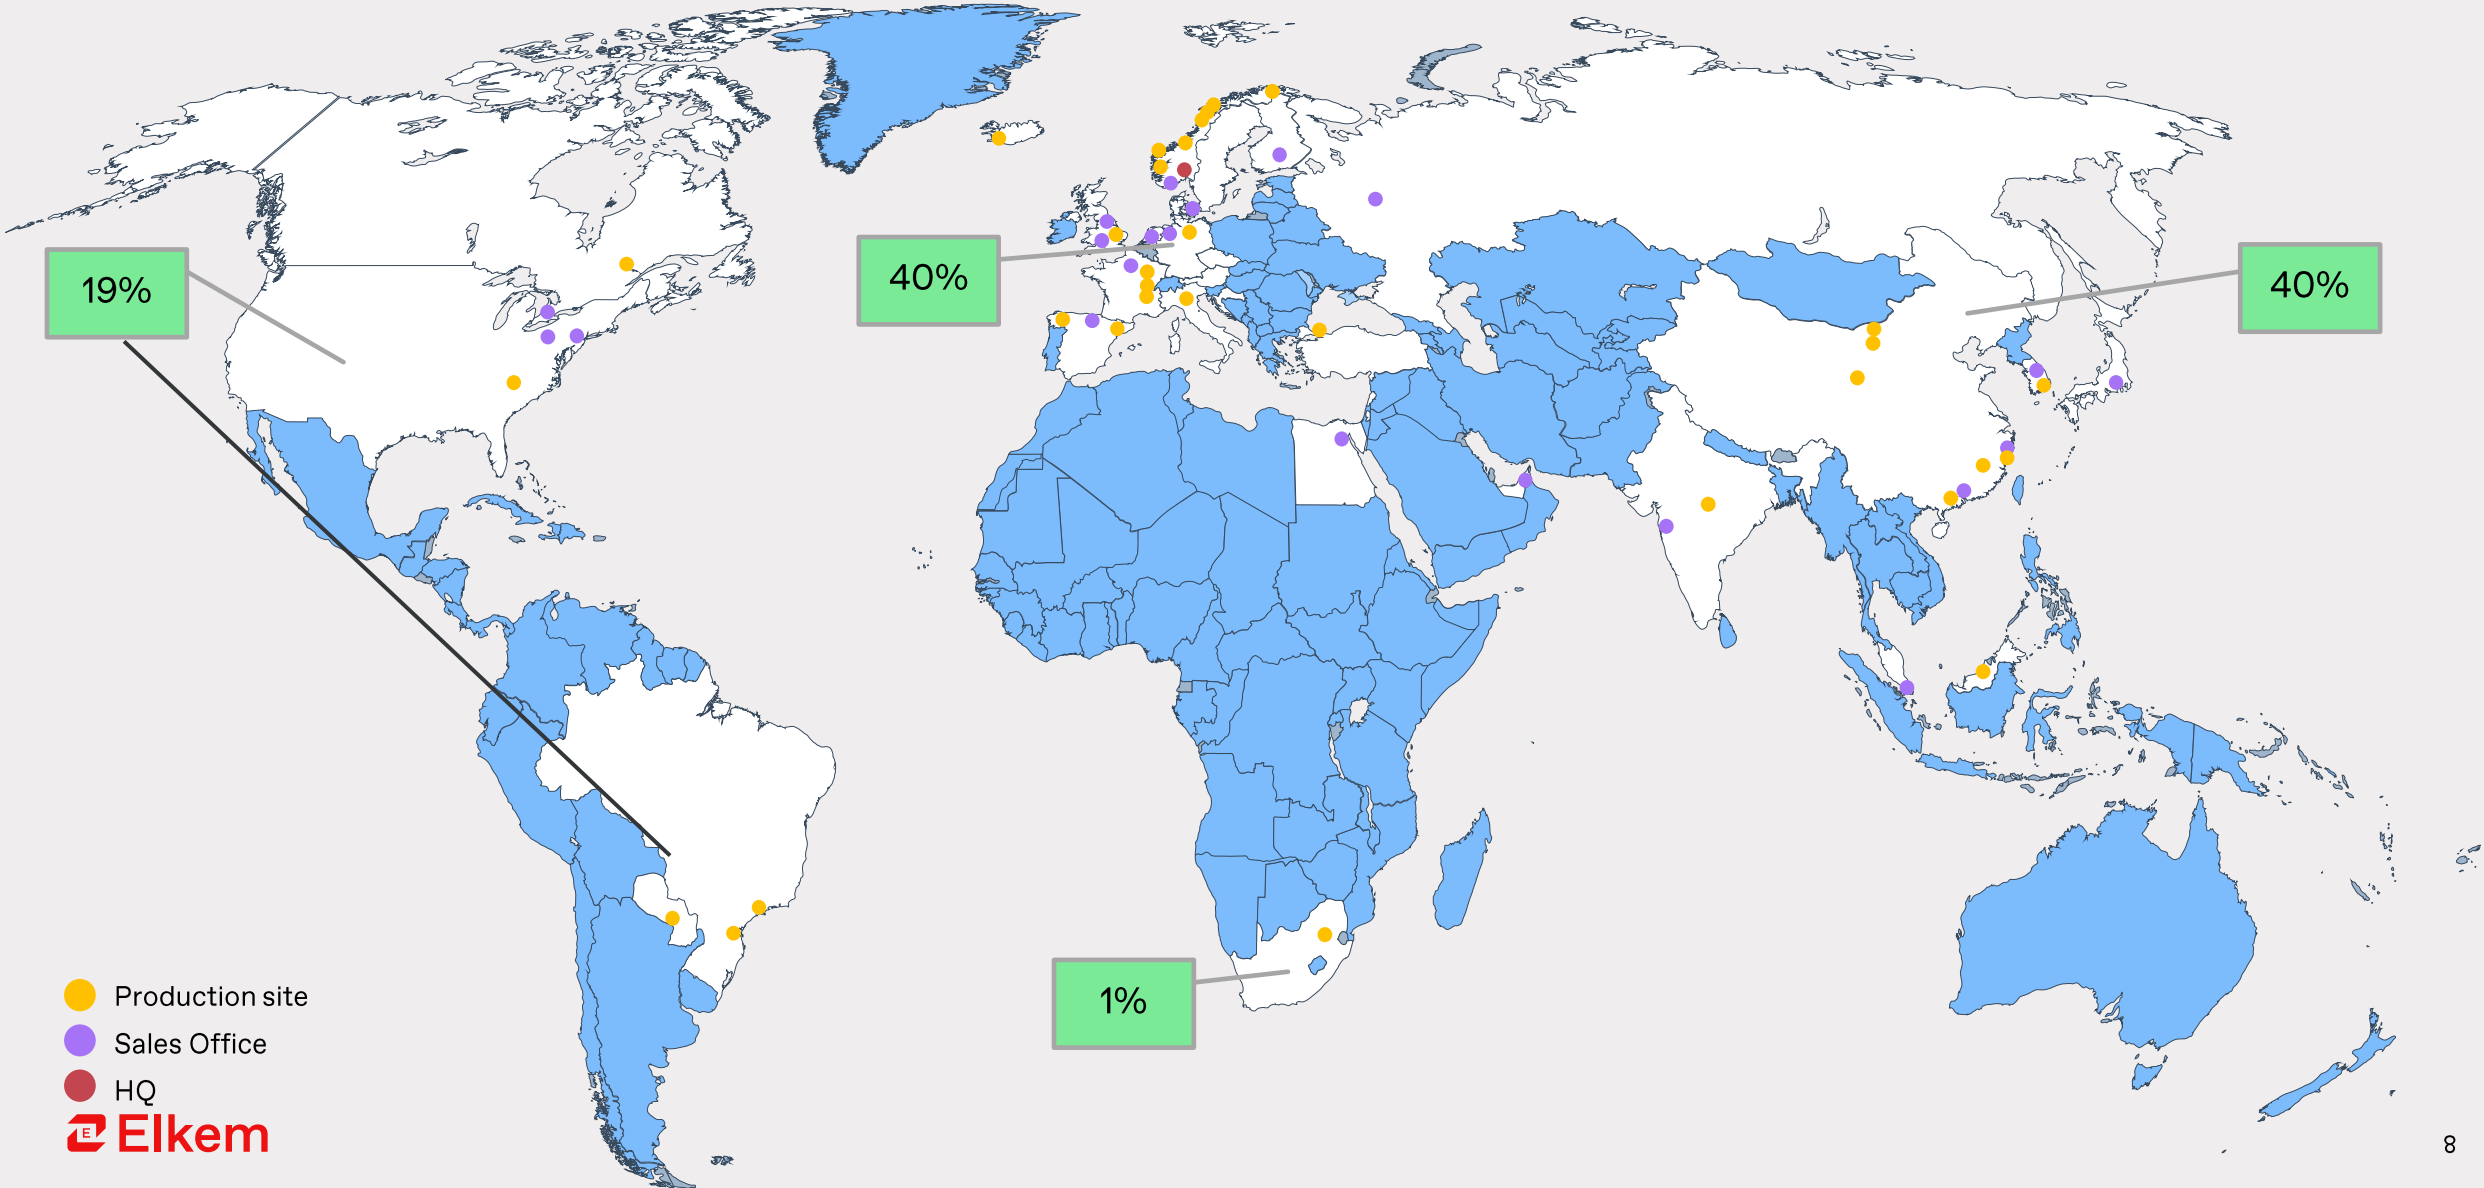 19%
40%
40%
1%
Production site
Sales Office
HQ
E Elkem
8